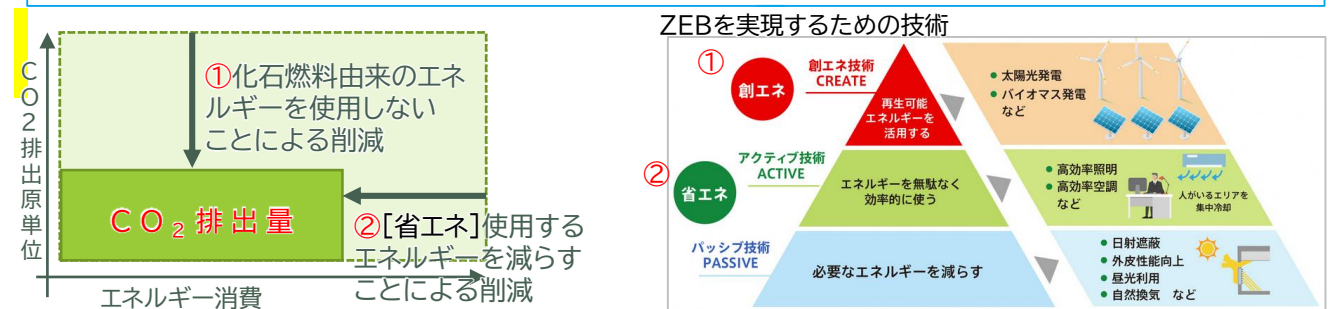 CO2排出原単位
①化石燃料由来のエネ
ルギーを使用しない
ことによる削減
CO₂排出量
②[省エネ]使用する
エネルギーを減らす
ことによる削減
エネルギー消費
ZEBを実現するための技術
①
創エネ
創エネ技術
CREATE
再生可能
エネルギーを
活用する
● 太陽光発電
● バイオマス発電
など
②
省エネ
アクティブ技術
ACTIVE
エネルギーを無駄なく
効率的に使う
● 高効率照明
● 高効率空調
など
人がいるエリアを
集中冷却
パッシブ技術
PASSIVE
必要なエネルギーを減らす
● 日射遮蔽
● 外皮性能向上
● 昼光利用
● 自然換気 など